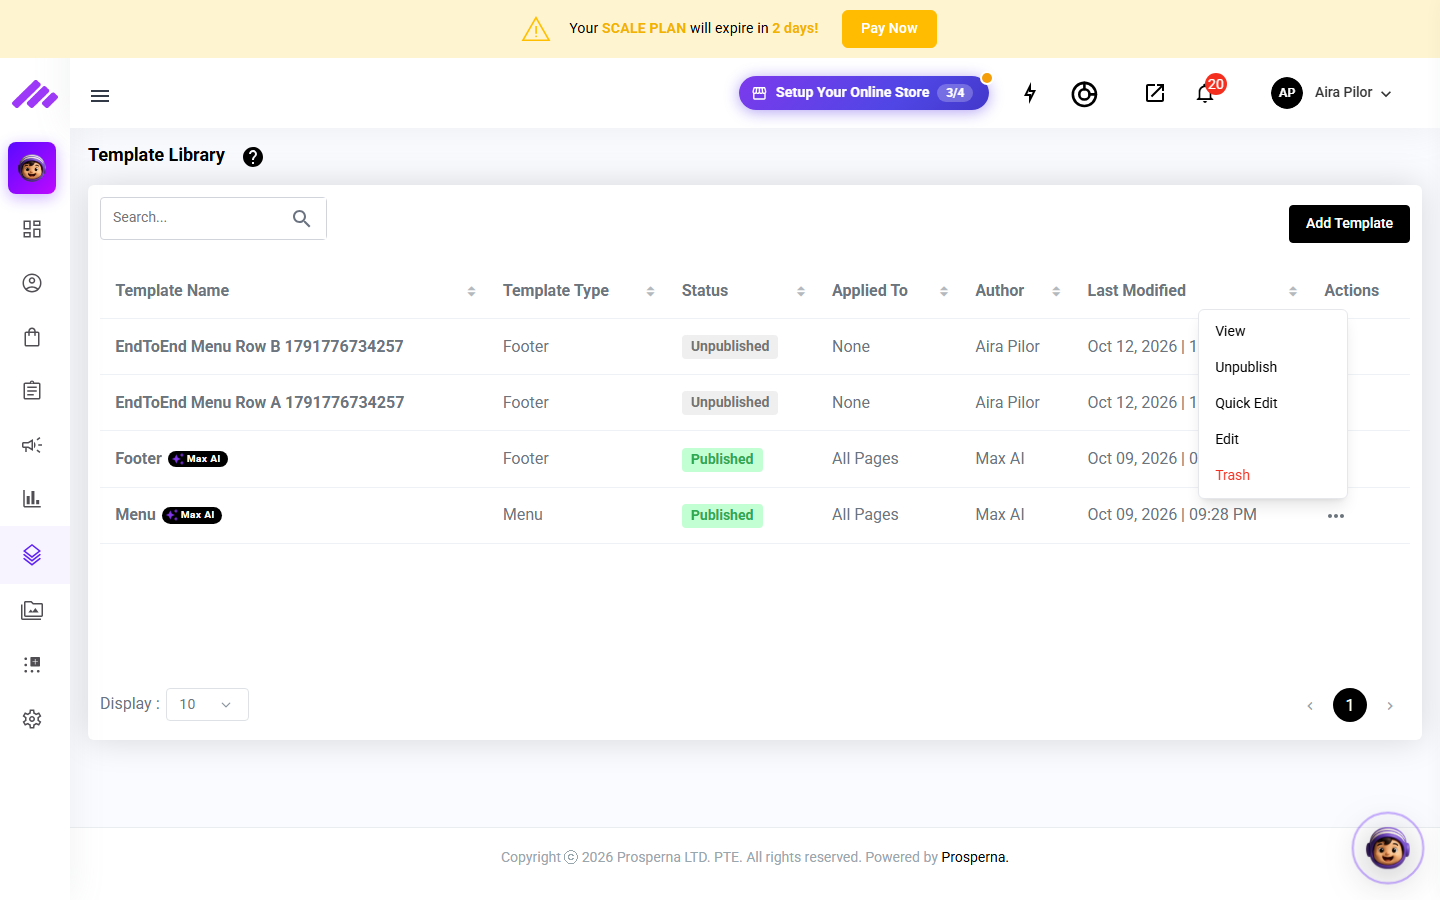 Your SCALE PLAN will expire in 2 days! Pay Now
Setup Your Online Store 3/4
20
AP Aira Pilor
Template Library ?
Search...
Add Template
Template Name Template Type Status Applied To Author Last Modified Actions
EndToEnd Menu Row B 1791776734257 Footer Unpublished None Aira Pilor Oct 12, 2026 | 1
EndToEnd Menu Row A 1791776734257 Footer Unpublished None Aira Pilor Oct 12, 2026 | 1
Footer Max AI Footer Published All Pages Max AI Oct 09, 2026 | 0
Menu Max AI Menu Published All Pages Max AI Oct 09, 2026 | 09:28 PM
View
Unpublish
Quick Edit
Edit
Trash
Display : 10
1
Copyright © 2026 Prosperna LTD. PTE. All rights reserved. Powered by Prosperna.